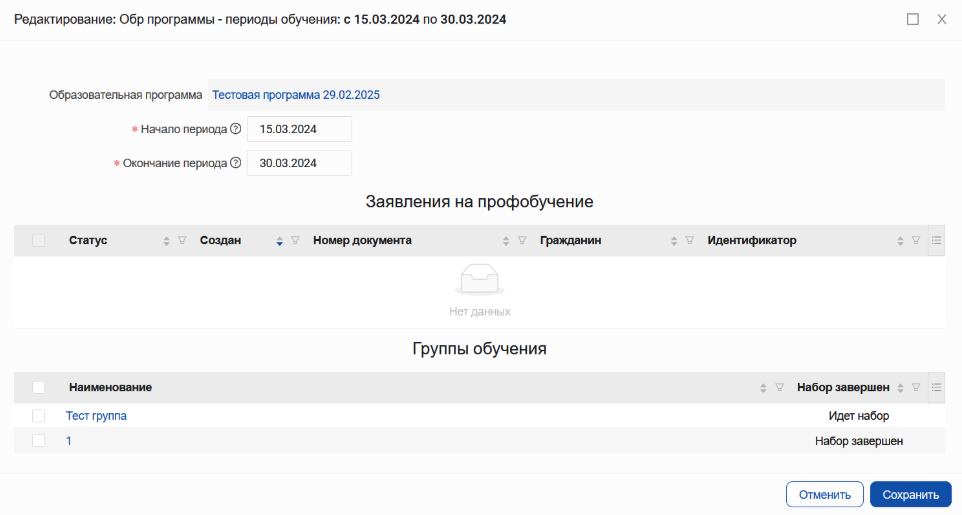 Редактирование: Обр программы - периоды обучения: с 15.03.2024 по 30.03.2024
Образовательная программа Тестовая программа 29.02.2025
* Начало периода ? 15.03.2024
* Окончание периода ? 30.03.2024
Заявления на профобучение
Статус Создан Номер документа Гражданин Идентификатор
Нет данных
Группы обучения
Наименование Набор завершен
Тест группа Идет набор
1 Набор завершен
Отменить Сохранить